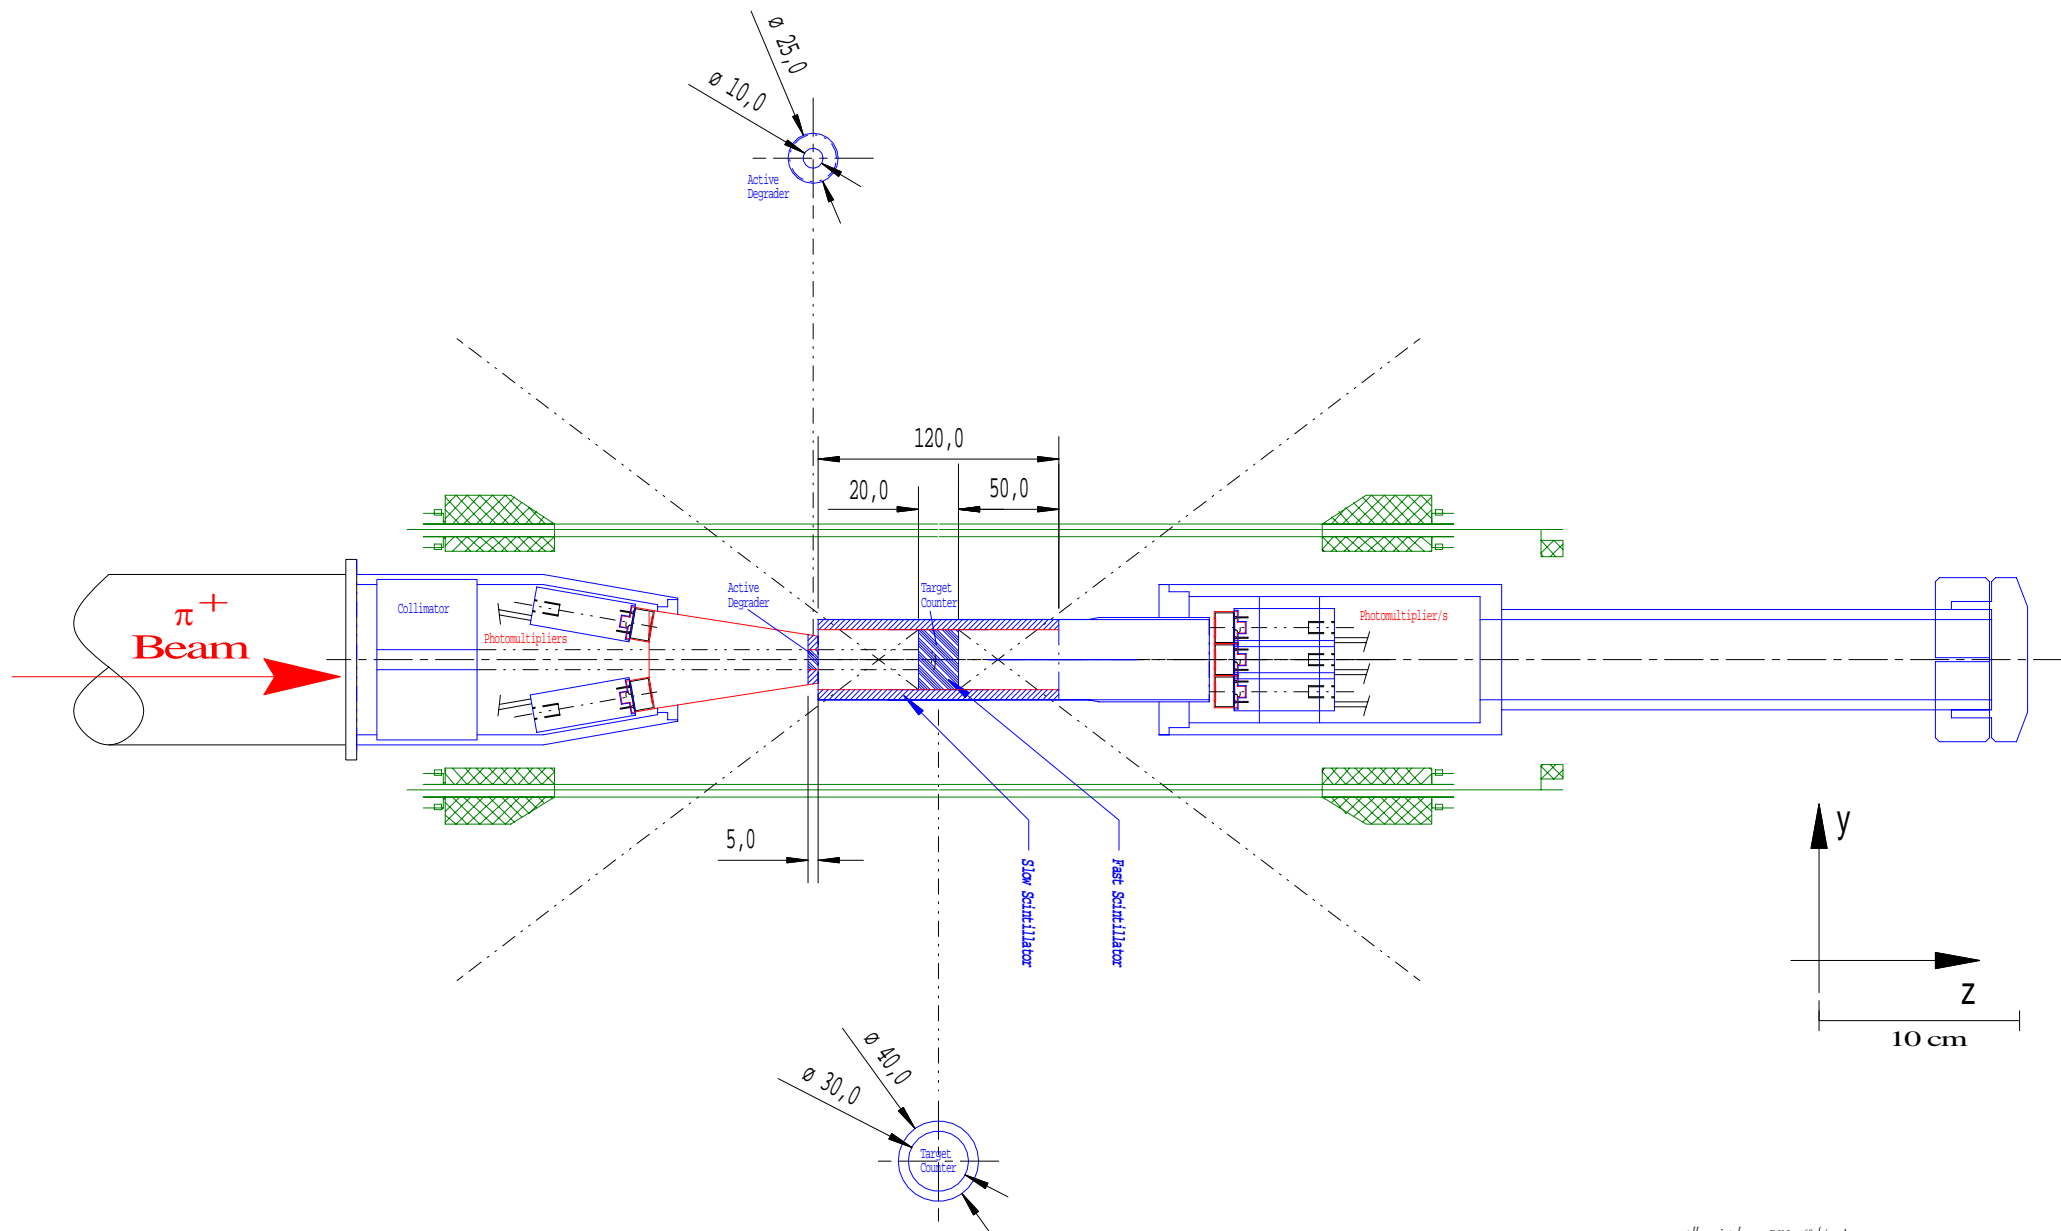 ø 25,0
ø 10,0
Active
Degrader
120,0
20,0
50,0
π+
Beam
Collimator
Photomultipliers
Active
Degrader
Target
Counter
Photomultiplier/s
5,0
Slow Scintillator
Fast Scintillator
y
z
10 cm
ø 40,0
ø 30,0
Target
Counter